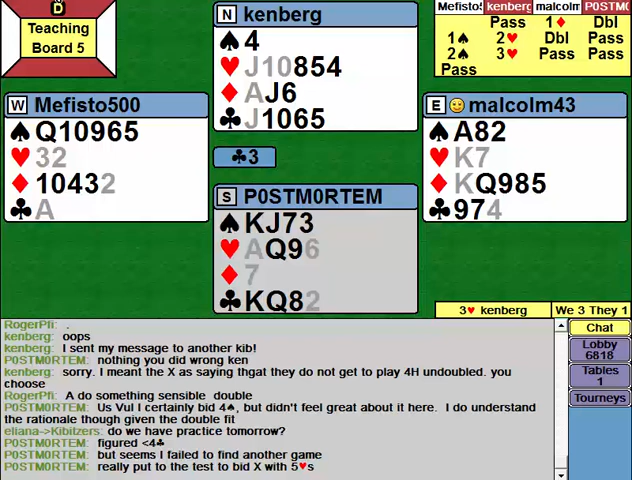 D
Teaching
Board 5
N kenberg
♠ 4
♥ J10854
♦ AJ6
♣ J1065
Mefisto! kenberg malcolm P0STM0
Pass 1♦ Dbl
1♠ 2♥ Dbl Pass
2♠ 3♥ Pass Pass
Pass
W Mefisto500
♠ Q10965
♥ 32
♦ 10432
♣ A
♣3
E malcolm43
♠ A82
♥ K7
♦ KQ985
♣ 974
S P0STM0RTEM
♠ KJ73
♥ AQ96
♦ 7
♣ KQ82
3♥ kenberg We 3 They 1
RogerPfi: .
kenberg: oops
kenberg: I sent my message to another kib!
P0STM0RTEM: nothing you did wrong ken
kenberg: sorry. I meant the X as saying thgat they do not get to play 4H undoubled. you
choose
RogerPfi: A do something sensible double
P0STM0RTEM: Us Vul I certainly bid 4♠, but didn't feel great about it here. I do understand
the rationale though given the double fit
eliana->Kibitzers: do we have practice tomorrow?
P0STM0RTEM: figured <4♣
P0STM0RTEM: but seems I failed to find another game
P0STM0RTEM: really put to the test to bid X with 5♥s
Chat
Lobby
6818
Tables
1
Tourneys